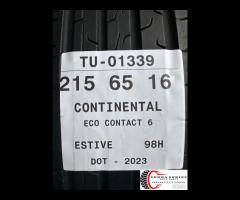 TU-01339
215 65 16
CONTINENTAL
ECO CONTACT 6
ESTIVE 98H
DOT - 2023